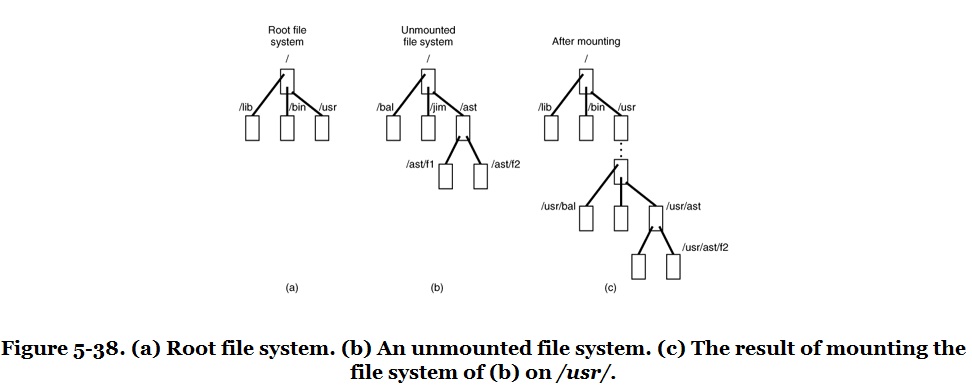 Root file
system
/
/lib
/bin
/usr
(a)
Unmounted
file system
/
/bal
/jim
/ast
/ast/f1
/ast/f2
(b)
After mounting
/
/lib
/bin
/usr
/usr/bal
/usr/ast
/usr/ast/f2
(c)
Figure 5-38. (a) Root file system. (b) An unmounted file system. (c) The result of mounting the
file system of (b) on /usr/.